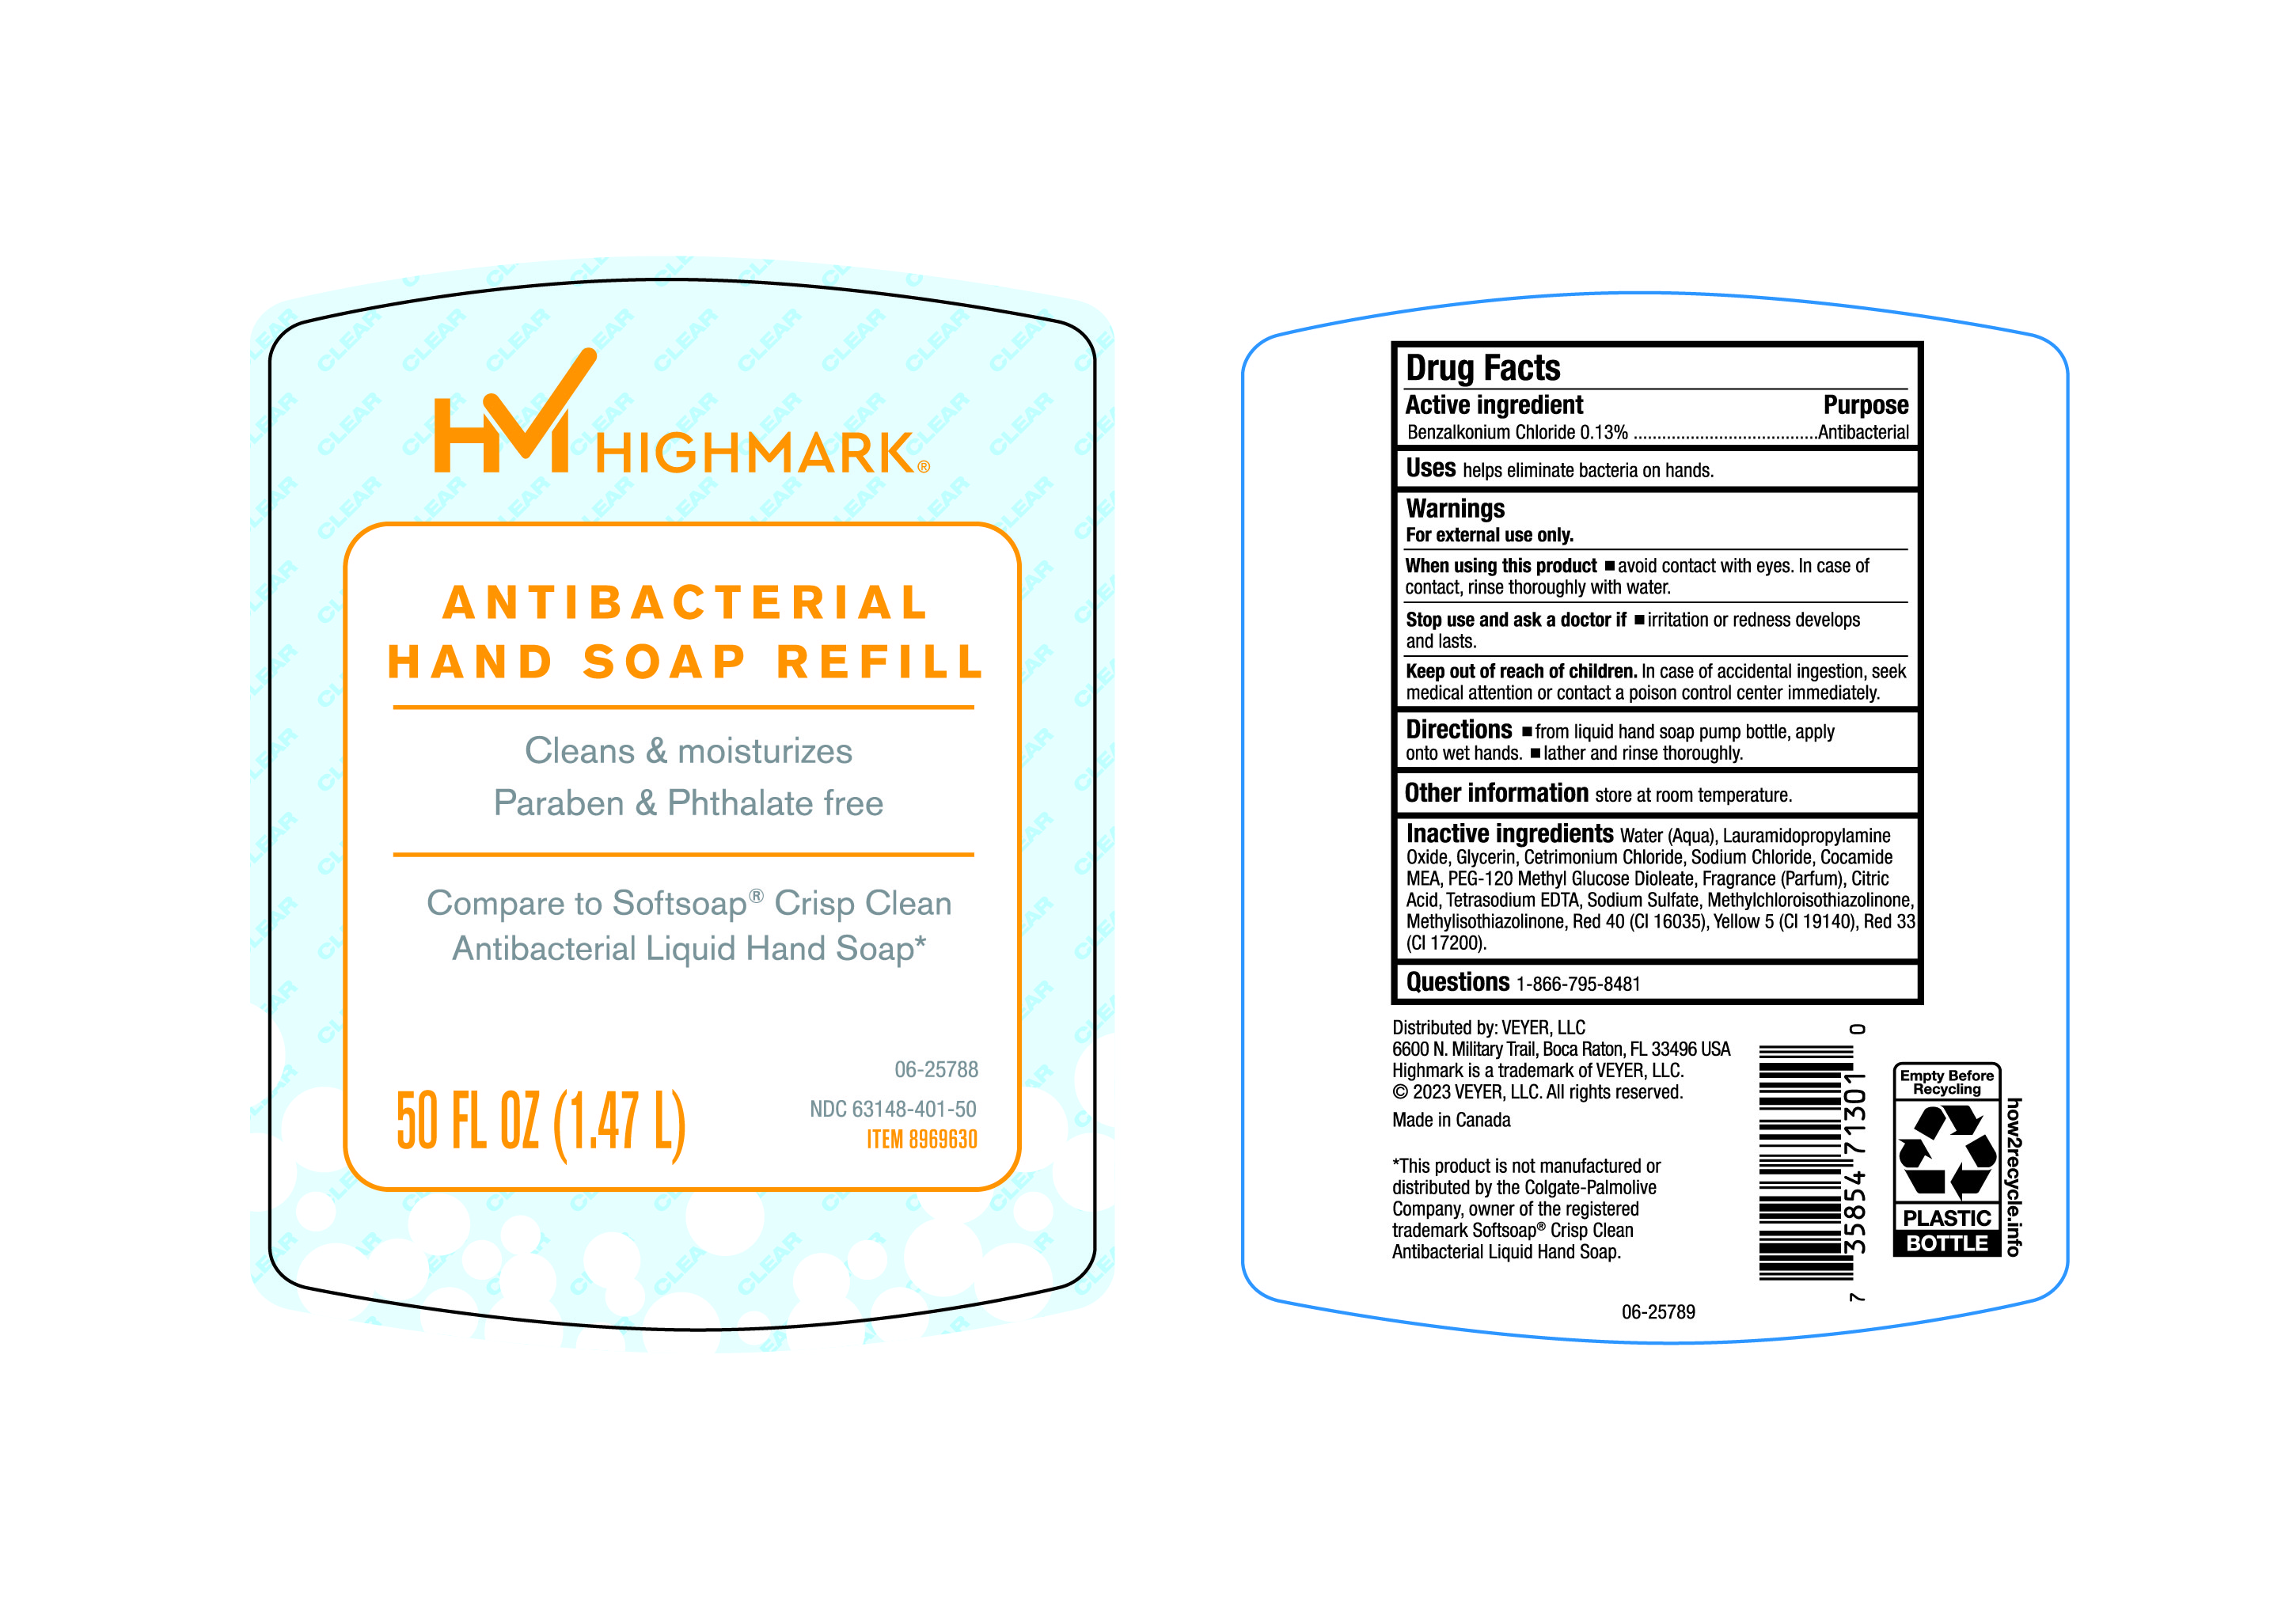 HM HIGHMARK®
ANTIBACTERIAL
HAND SOAP REFILL
Cleans & moisturizes
Paraben & Phthalate free
Compare to Softsoap® Crisp Clean
Antibacterial Liquid Hand Soap*
06-25788
50 FL OZ (1.47 L)
NDC 63148-401-50
ITEM 8969630
CLEAR
Drug Facts
Active ingredient Purpose
Benzalkonium Chloride 0.13% .......................................Antibacterial
Uses helps eliminate bacteria on hands.
Warnings
For external use only.
When using this product ■ avoid contact with eyes. In case of
contact, rinse thoroughly with water.
Stop use and ask a doctor if ■ irritation or redness develops
and lasts.
Keep out of reach of children. In case of accidental ingestion, seek
medical attention or contact a poison control center immediately.
Directions ■ from liquid hand soap pump bottle, apply
onto wet hands. ■ lather and rinse thoroughly.
Other information store at room temperature.
Inactive ingredients Water (Aqua), Lauramidopropylamine
Oxide, Glycerin, Cetrimonium Chloride, Sodium Chloride, Cocamide
MEA, PEG-120 Methyl Glucose Dioleate, Fragrance (Parfum), Citric
Acid, Tetrasodium EDTA, Sodium Sulfate, Methylchloroisothiazolinone,
Methylisothiazolinone, Red 40 (CI 16035), Yellow 5 (CI 19140), Red 33
(CI 17200).
Questions 1-866-795-8481
Distributed by: VEYER, LLC
6600 N. Military Trail, Boca Raton, FL 33496 USA
Highmark is a trademark of VEYER, LLC.
© 2023 VEYER, LLC. All rights reserved.
Made in Canada
*This product is not manufactured or
distributed by the Colgate-Palmolive
Company, owner of the registered
trademark Softsoap® Crisp Clean
Antibacterial Liquid Hand Soap.
7 35854 71301 0
Empty Before
Recycling
PLASTIC
BOTTLE
how2recycle.info
06-25789